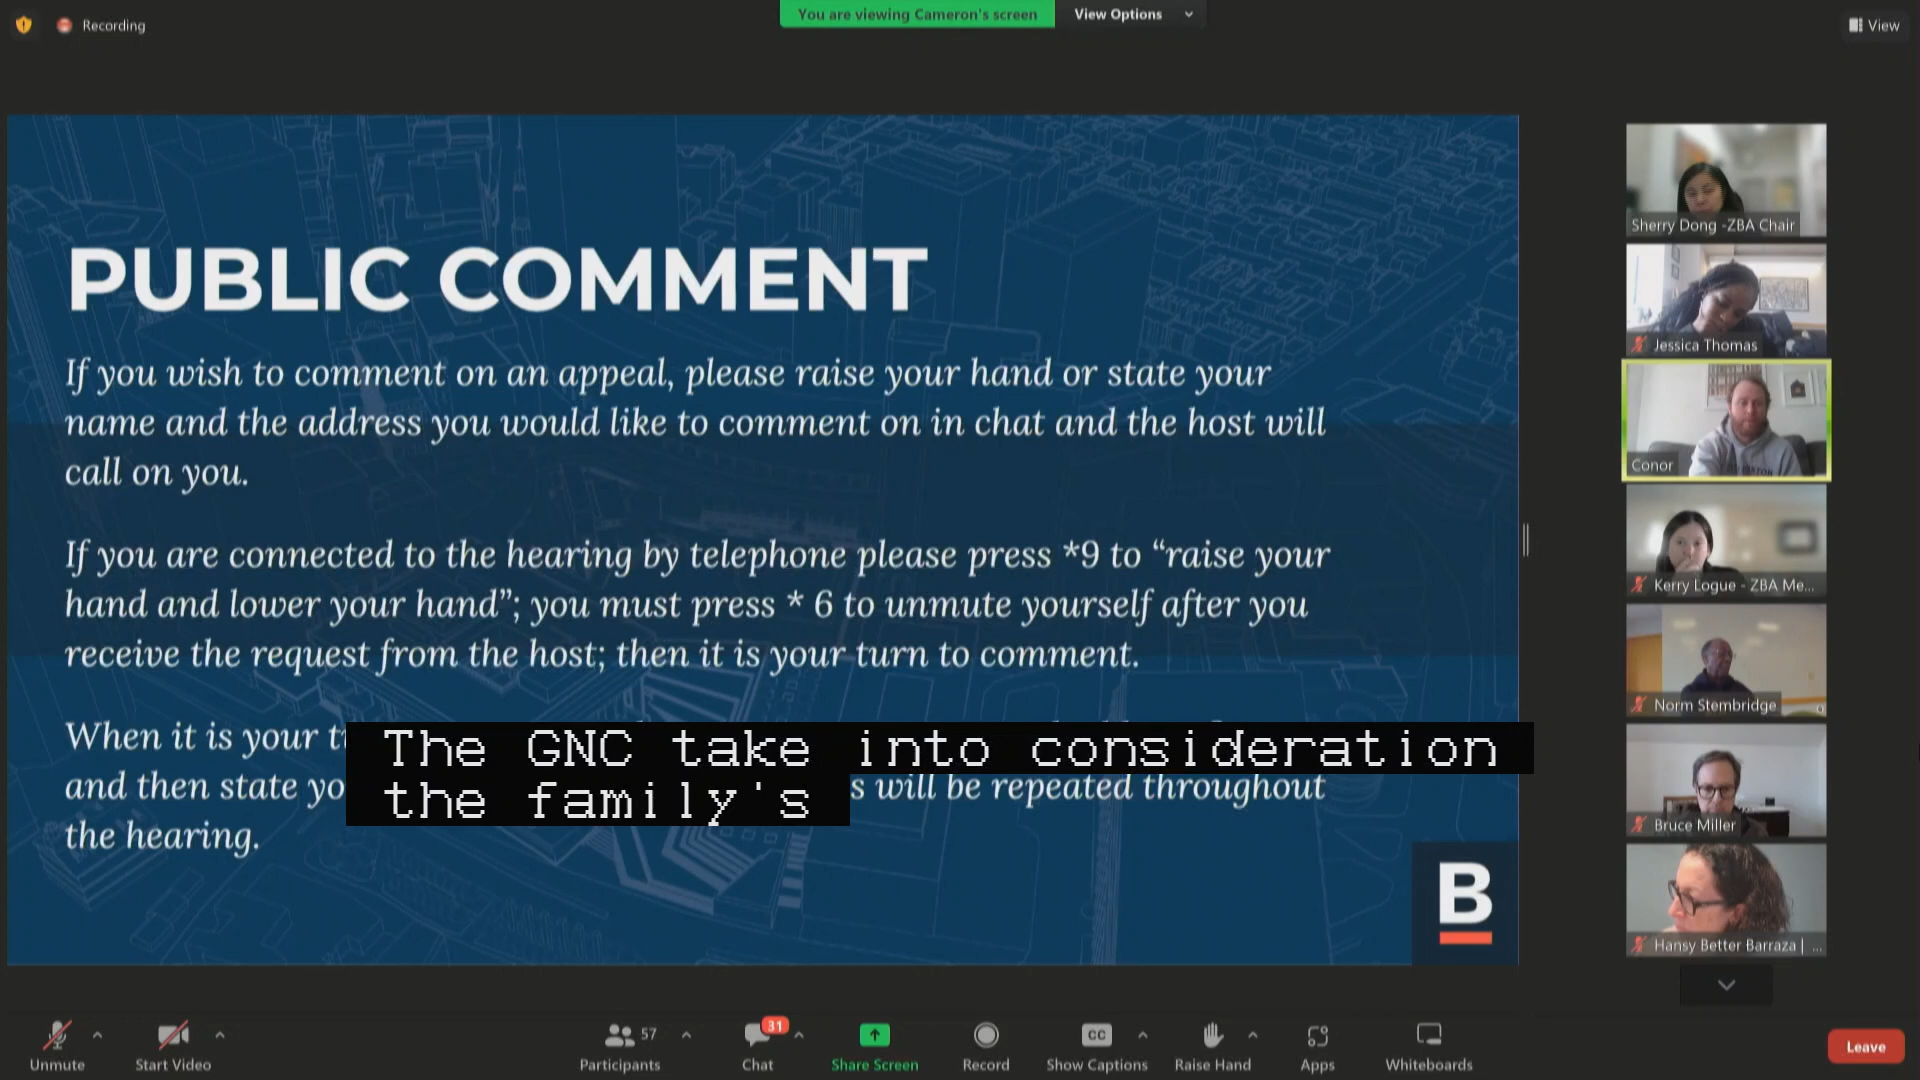 Recording
You are viewing Cameron's screen
View Options
View
PUBLIC COMMENT
If you wish to comment on an appeal, please raise your hand or state your
name and the address you would like to comment on in chat and the host will
call on you.
If you are connected to the hearing by telephone please press *9 to “raise your
hand and lower your hand”; you must press * 6 to unmute yourself after you
receive the request from the host; then it is your turn to comment.
When it is your
and then state yo
s will be repeated throughout
the hearing.
The GNC take into consideration
the family's
B
Sherry Dong -ZBA Chair
Jessica Thomas
Conor
Kerry Logue - ZBA Me...
Norm Stembridge
Bruce Miller
Hansy Better Barraza | ...
Unmute
Start Video
57
Participants
31
Chat
Share Screen
Record
CC
Show Captions
Raise Hand
Apps
Whiteboards
Leave